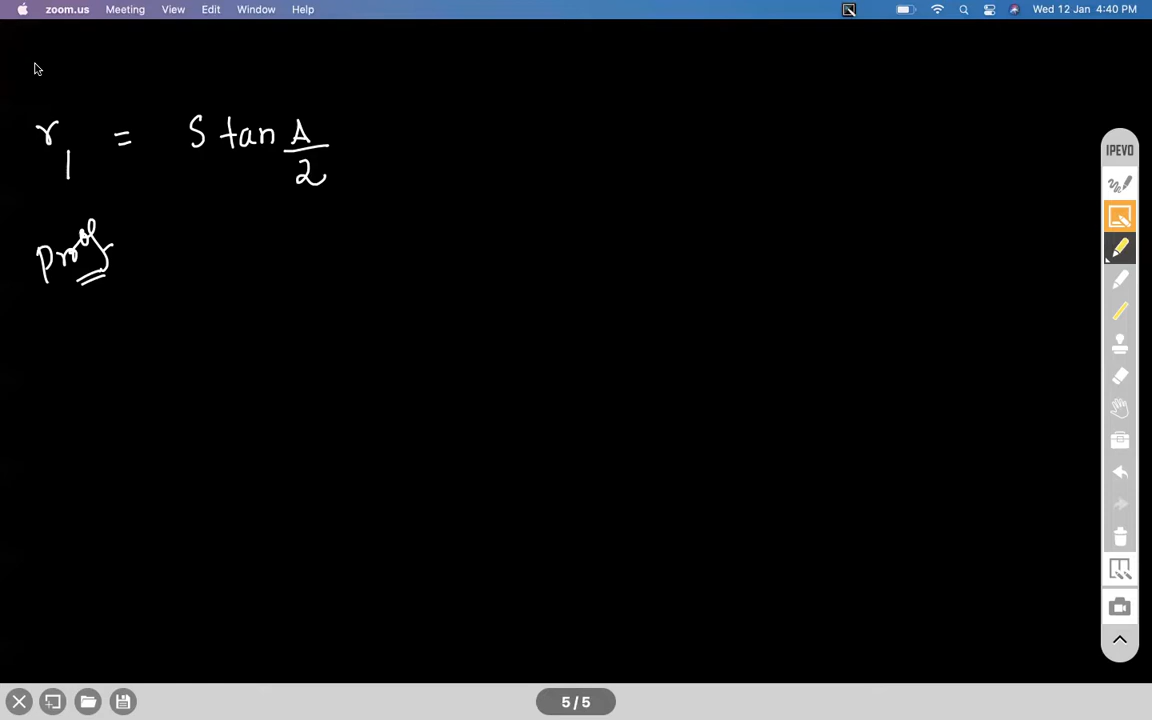 zoom.us Meeting View Edit Window Help Wed 12 Jan 4:40 PM
r₁ = S tan A/2
IPEVO
proof
5 / 5